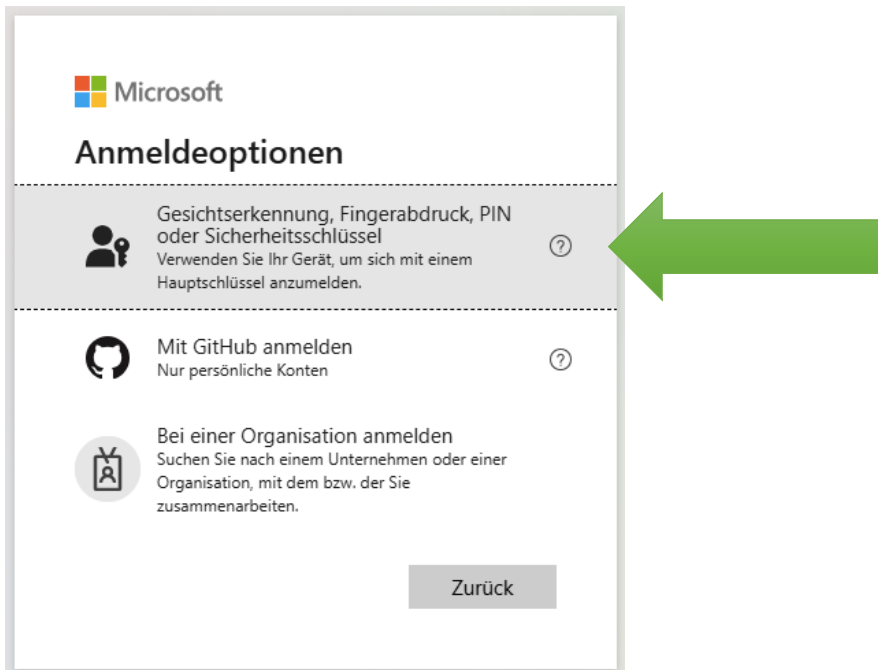 Microsoft
Anmeldeoptionen
Gesichtserkennung, Fingerabdruck, PIN
oder Sicherheitsschlüssel
Verwenden Sie Ihr Gerät, um sich mit einem
Hauptschlüssel anzumelden.
?
Mit GitHub anmelden
Nur persönliche Konten
?
Bei einer Organisation anmelden
Suchen Sie nach einem Unternehmen oder einer
Organisation, mit dem bzw. der Sie
zusammenarbeiten.
Zurück